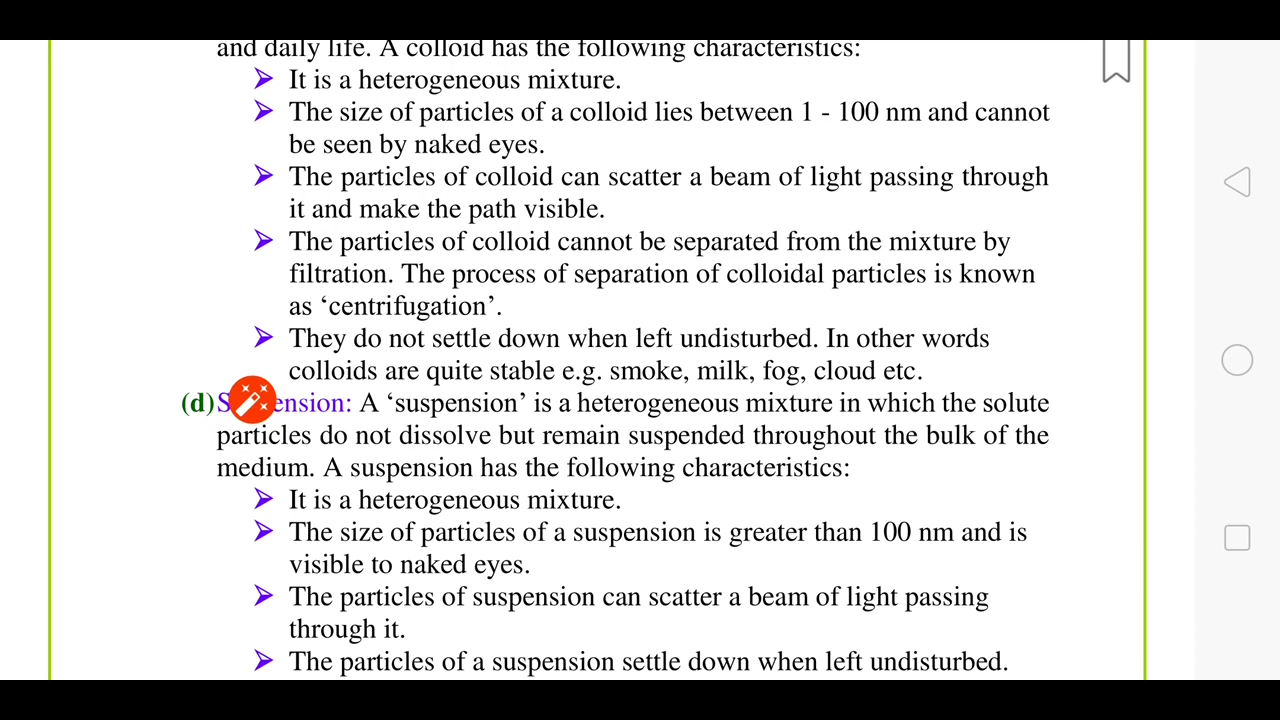 and daily life. A colloid has the following characteristics:
It is a heterogeneous mixture.
The size of particles of a colloid lies between 1 - 100 nm and cannot
be seen by naked eyes.
The particles of colloid can scatter a beam of light passing through
it and make the path visible.
The particles of colloid cannot be separated from the mixture by
filtration. The process of separation of colloidal particles is known
as ‘centrifugation’.
They do not settle down when left undisturbed. In other words
colloids are quite stable e.g. smoke, milk, fog, cloud etc.
(d) A ‘suspension’ is a heterogeneous mixture in which the solute
particles do not dissolve but remain suspended throughout the bulk of the
medium. A suspension has the following characteristics:
It is a heterogeneous mixture.
The size of particles of a suspension is greater than 100 nm and is
visible to naked eyes.
The particles of suspension can scatter a beam of light passing
through it.
The particles of a suspension settle down when left undisturbed.